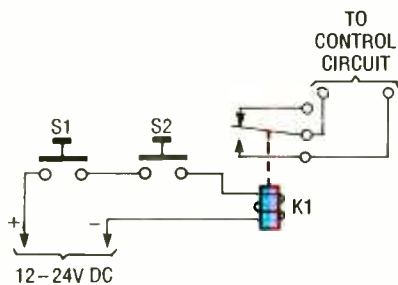 TO
CONTROL
CIRCUIT
S1
S2
K1
+
−
12–24V DC